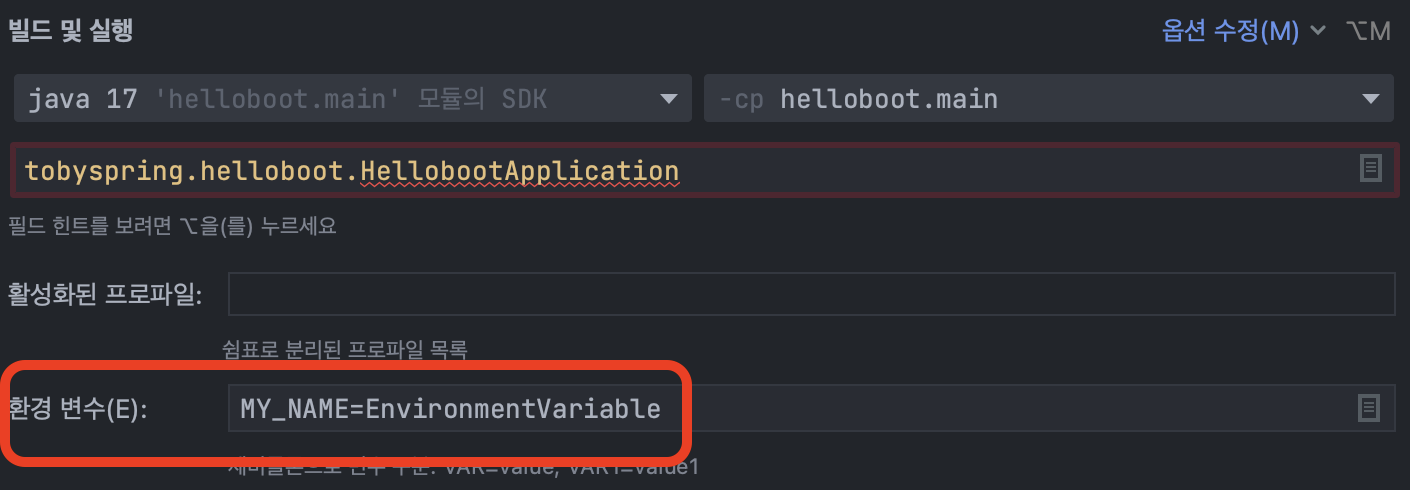 빌드 및 실행 옵션 수정(M) ⌥M
java 17 'helloboot.main' 모듈의 SDK -cp helloboot.main
tobyspring.helloboot.HellobootApplication
필드 힌트를 보려면 ⌥을(를) 누르세요
활성화된 프로파일:
쉼표로 분리된 프로파일 목록
환경 변수(E): MY_NAME=EnvironmentVariable
VAR=value; VAR1=value1